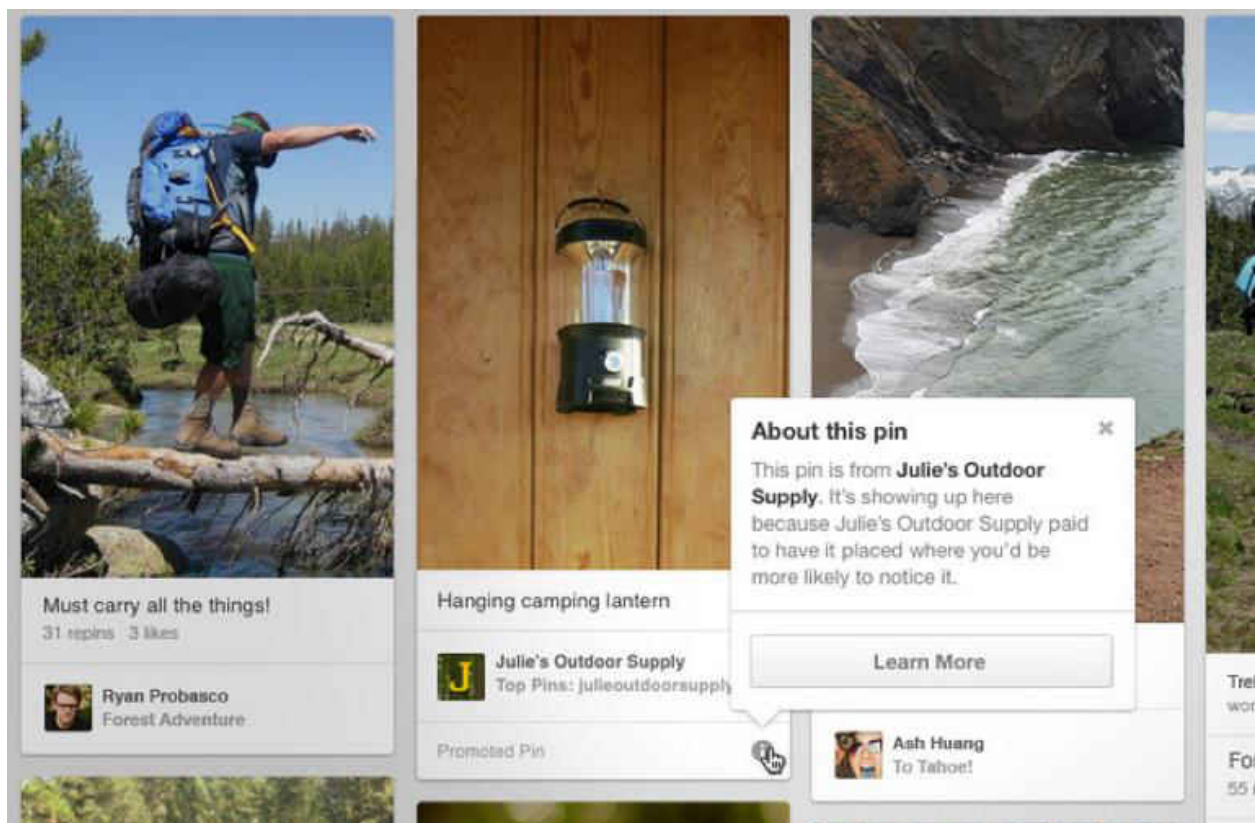 Must carry all the things!
31 repins 3 likes
Ryan Probasco
Forest Adventure
Hanging camping lantern
J
Julie's Outdoor Supply
Top Pins: julieoutdoorsupply
Promoted Pin
About this pin
This pin is from Julie's Outdoor
Supply. It's showing up here
because Julie's Outdoor Supply paid
to have it placed where you'd be
more likely to notice it.
Learn More
Ash Huang
To Tahoe!
55